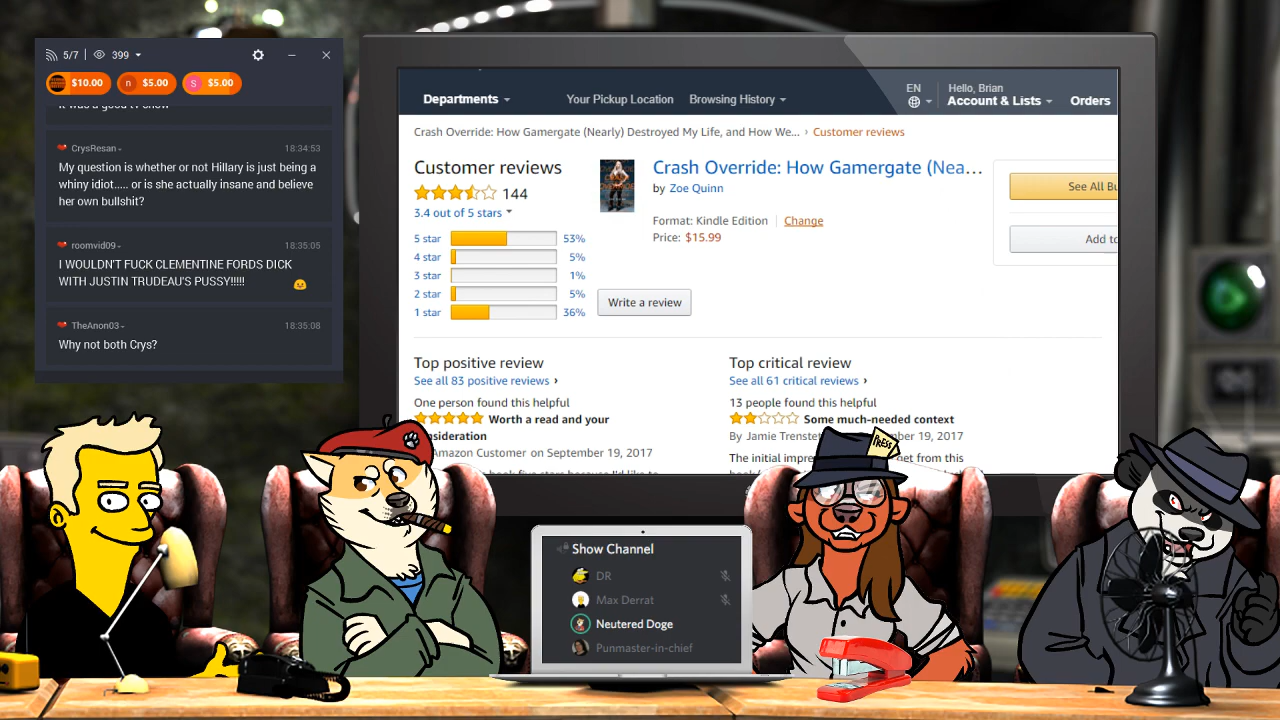 5/7 399
$10.00 n $5.00 S $5.00
It was a good tv show
CrysResan 18:34:53
My question is whether or not Hillary is just being a
whiny idiot..... or is she actually insane and believe
her own bullshit?
roomvid09 18:35:05
I WOULDN'T FUCK CLEMENTINE FORDS DICK
WITH JUSTIN TRUDEAU'S PUSSY!!!!!
TheAnon03 18:35:08
Why not both Crys?
Departments Your Pickup Location Browsing History EN Hello, Brian
Account & Lists Orders
Crash Override: How Gamergate (Nearly) Destroyed My Life, and How We... › Customer reviews
Customer reviews
144
3.4 out of 5 stars
5 star 53%
4 star 5%
3 star 1%
2 star 5%
1 star 36%
Crash Override: How Gamergate (Nea...
by Zoe Quinn
Format: Kindle Edition Change
Price: $15.99
Write a review
See All Bu
Add to
Top positive review
See all 83 positive reviews ›
One person found this helpful
Worth a read and your
nsideration
Amazon Customer on September 19, 2017
Top critical review
See all 61 critical reviews ›
13 people found this helpful
Some much-needed context
By Jamie Trenstet ber 19, 2017
The initial impre et from this
PRESS
Show Channel
DR
Max Derrat
Neutered Doge
Punmaster-in-chief